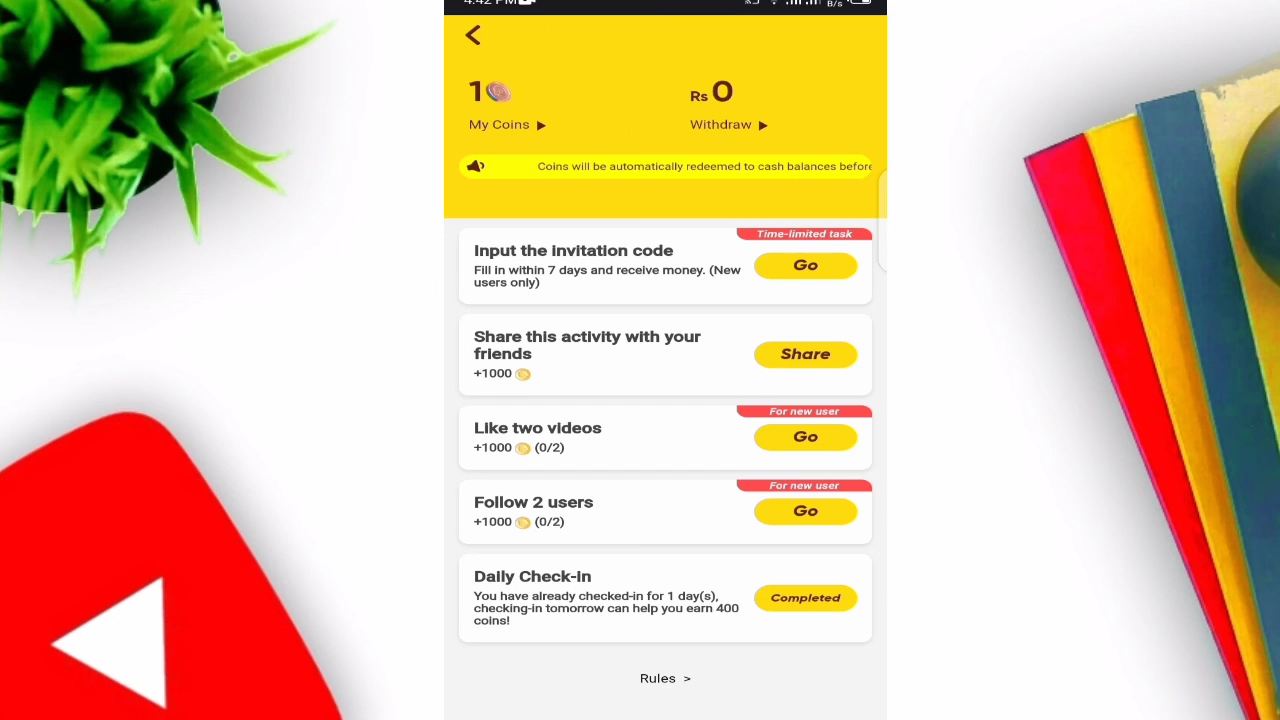 4:42 PM
B/s
1
Rs 0
My Coins ▶
Withdraw ▶
Coins will be automatically redeemed to cash balances before
Time-limited task
Input the invitation code
Fill in within 7 days and receive money. (New
users only)
Go
Share this activity with your
friends
+1000
Share
For new user
Like two videos
+1000 (0/2)
Go
For new user
Follow 2 users
+1000 (0/2)
Go
Daily Check-in
You have already checked-in for 1 day(s),
checking-in tomorrow can help you earn 400
coins!
Completed
Rules >